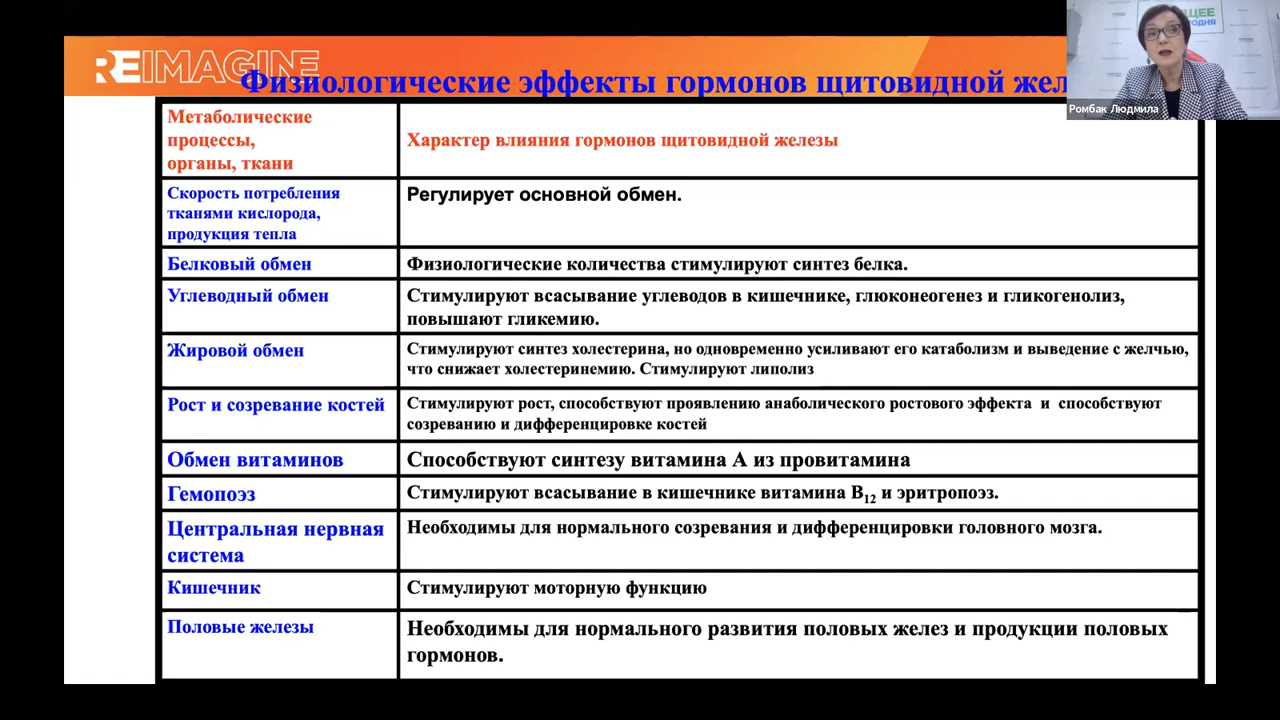 REIMAGINE
Физиологические эффекты гормонов щитовидной жел
Метаболические
процессы,
органы, ткани
Характер влияния гормонов щитовидной железы
Скорость потребления
тканями кислорода,
продукция тепла
Регулирует основной обмен.
Белковый обмен
Физиологические количества стимулируют синтез белка.
Углеводный обмен
Стимулируют всасывание углеводов в кишечнике, глюконеогенез и гликогенолиз,
повышают гликемию.
Жировой обмен
Стимулируют синтез холестерина, но одновременно усиливают его катаболизм и выведение с желчью,
что снижает холестеринемию. Стимулируют липолиз
Рост и созревание костей
Стимулируют рост, способствуют проявлению анаболического ростового эффекта и способствуют
созреванию и дифференцировке костей
Обмен витаминов
Способствуют синтезу витамина А из провитамина
Гемопоэз
Стимулируют всасывание в кишечнике витамина В12 и эритропоэз.
Центральная нервная
система
Необходимы для нормального созревания и дифференцировки головного мозга.
Кишечник
Стимулируют моторную функцию
Половые железы
Необходимы для нормального развития половых желез и продукции половых
гормонов.
Ромбак Людмила